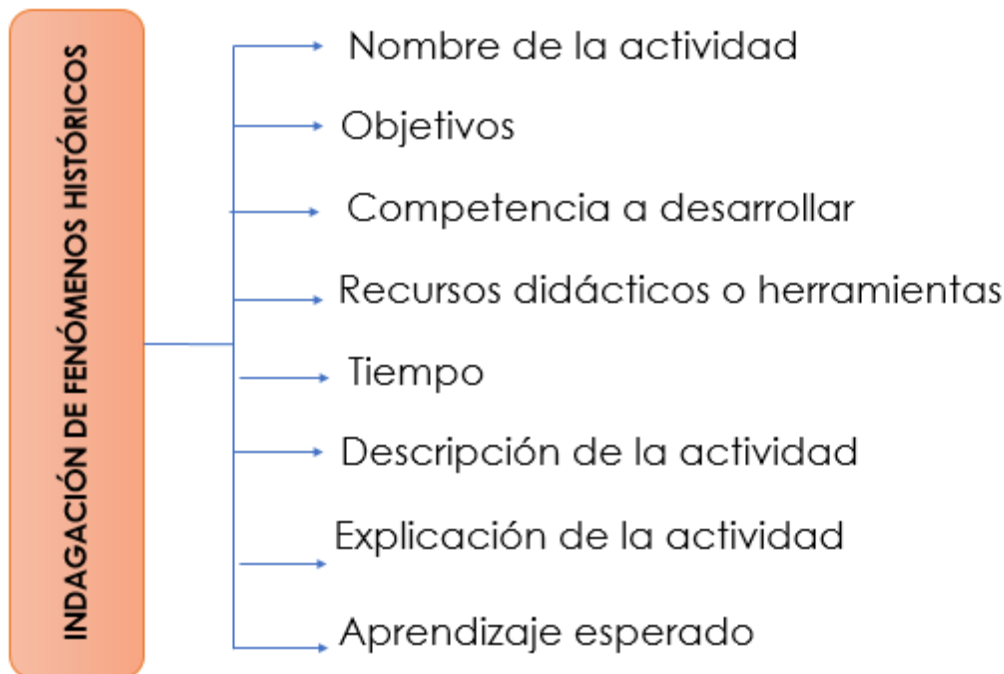 INDAGACIÓN DE FENÓMENOS HISTÓRICOS
Nombre de la actividad
Objetivos
Competencia a desarrollar
Recursos didácticos o herramientas
Tiempo
Descripción de la actividad
Explicación de la actividad
Aprendizaje esperado